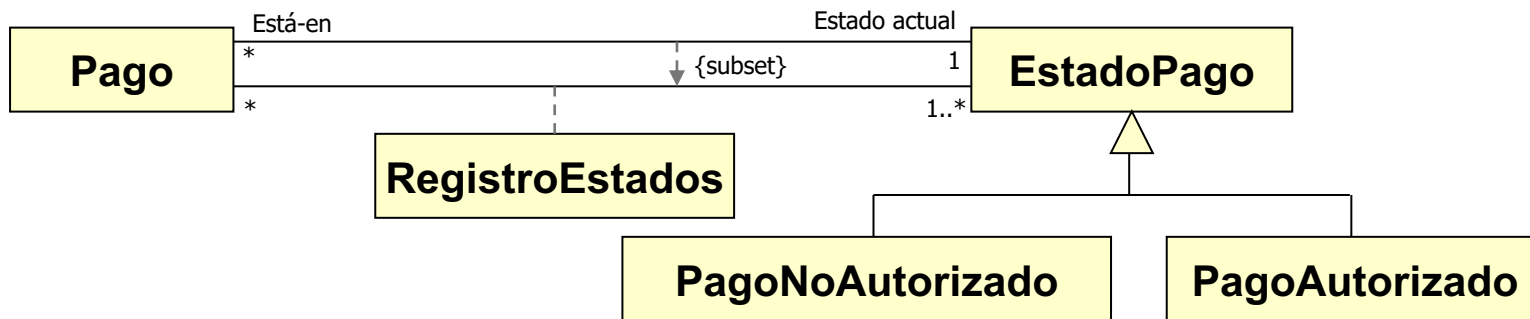 Está-en
Estado actual
Pago
*
{subset}
1
EstadoPago
*
1..*
RegistroEstados
PagoNoAutorizado
PagoAutorizado